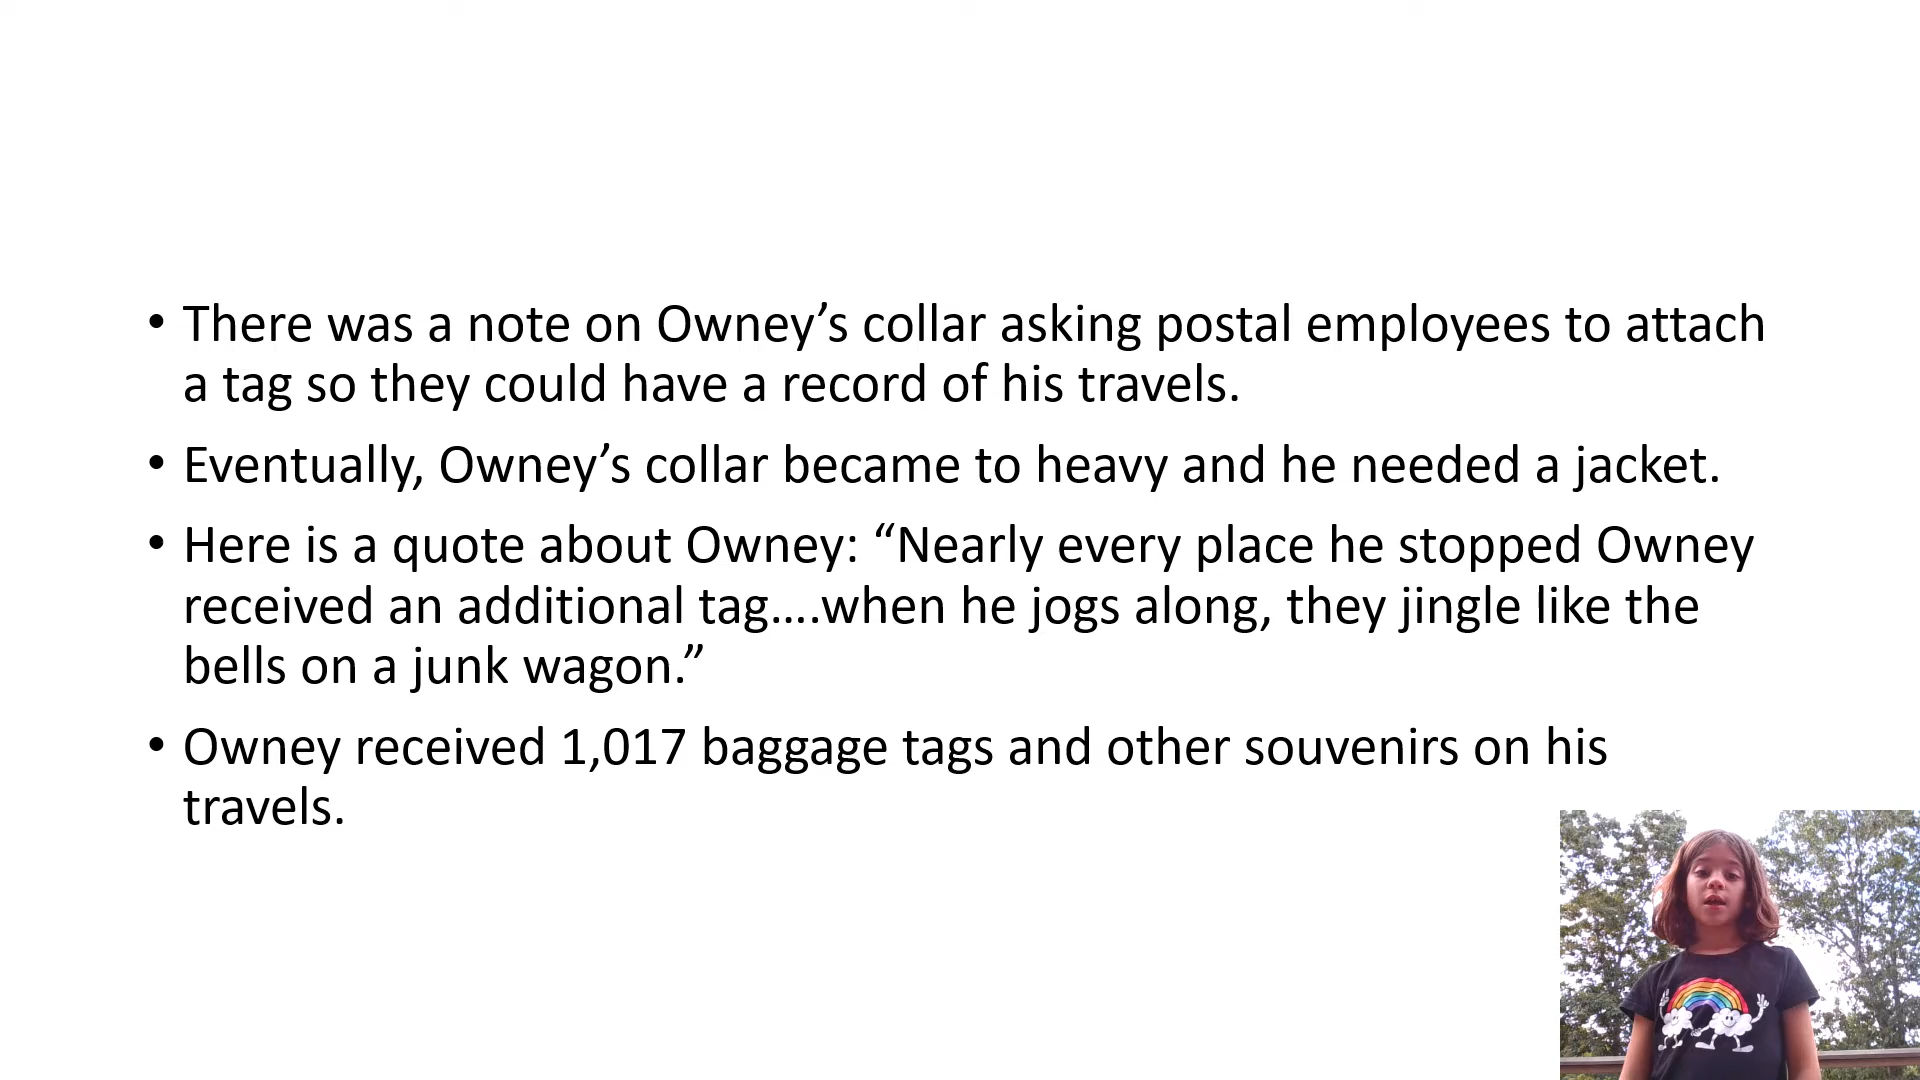 • There was a note on Owney’s collar asking postal employees to attach
a tag so they could have a record of his travels.
• Eventually, Owney’s collar became to heavy and he needed a jacket.
• Here is a quote about Owney: “Nearly every place he stopped Owney
received an additional tag….when he jogs along, they jingle like the
bells on a junk wagon.”
• Owney received 1,017 baggage tags and other souvenirs on his
travels.